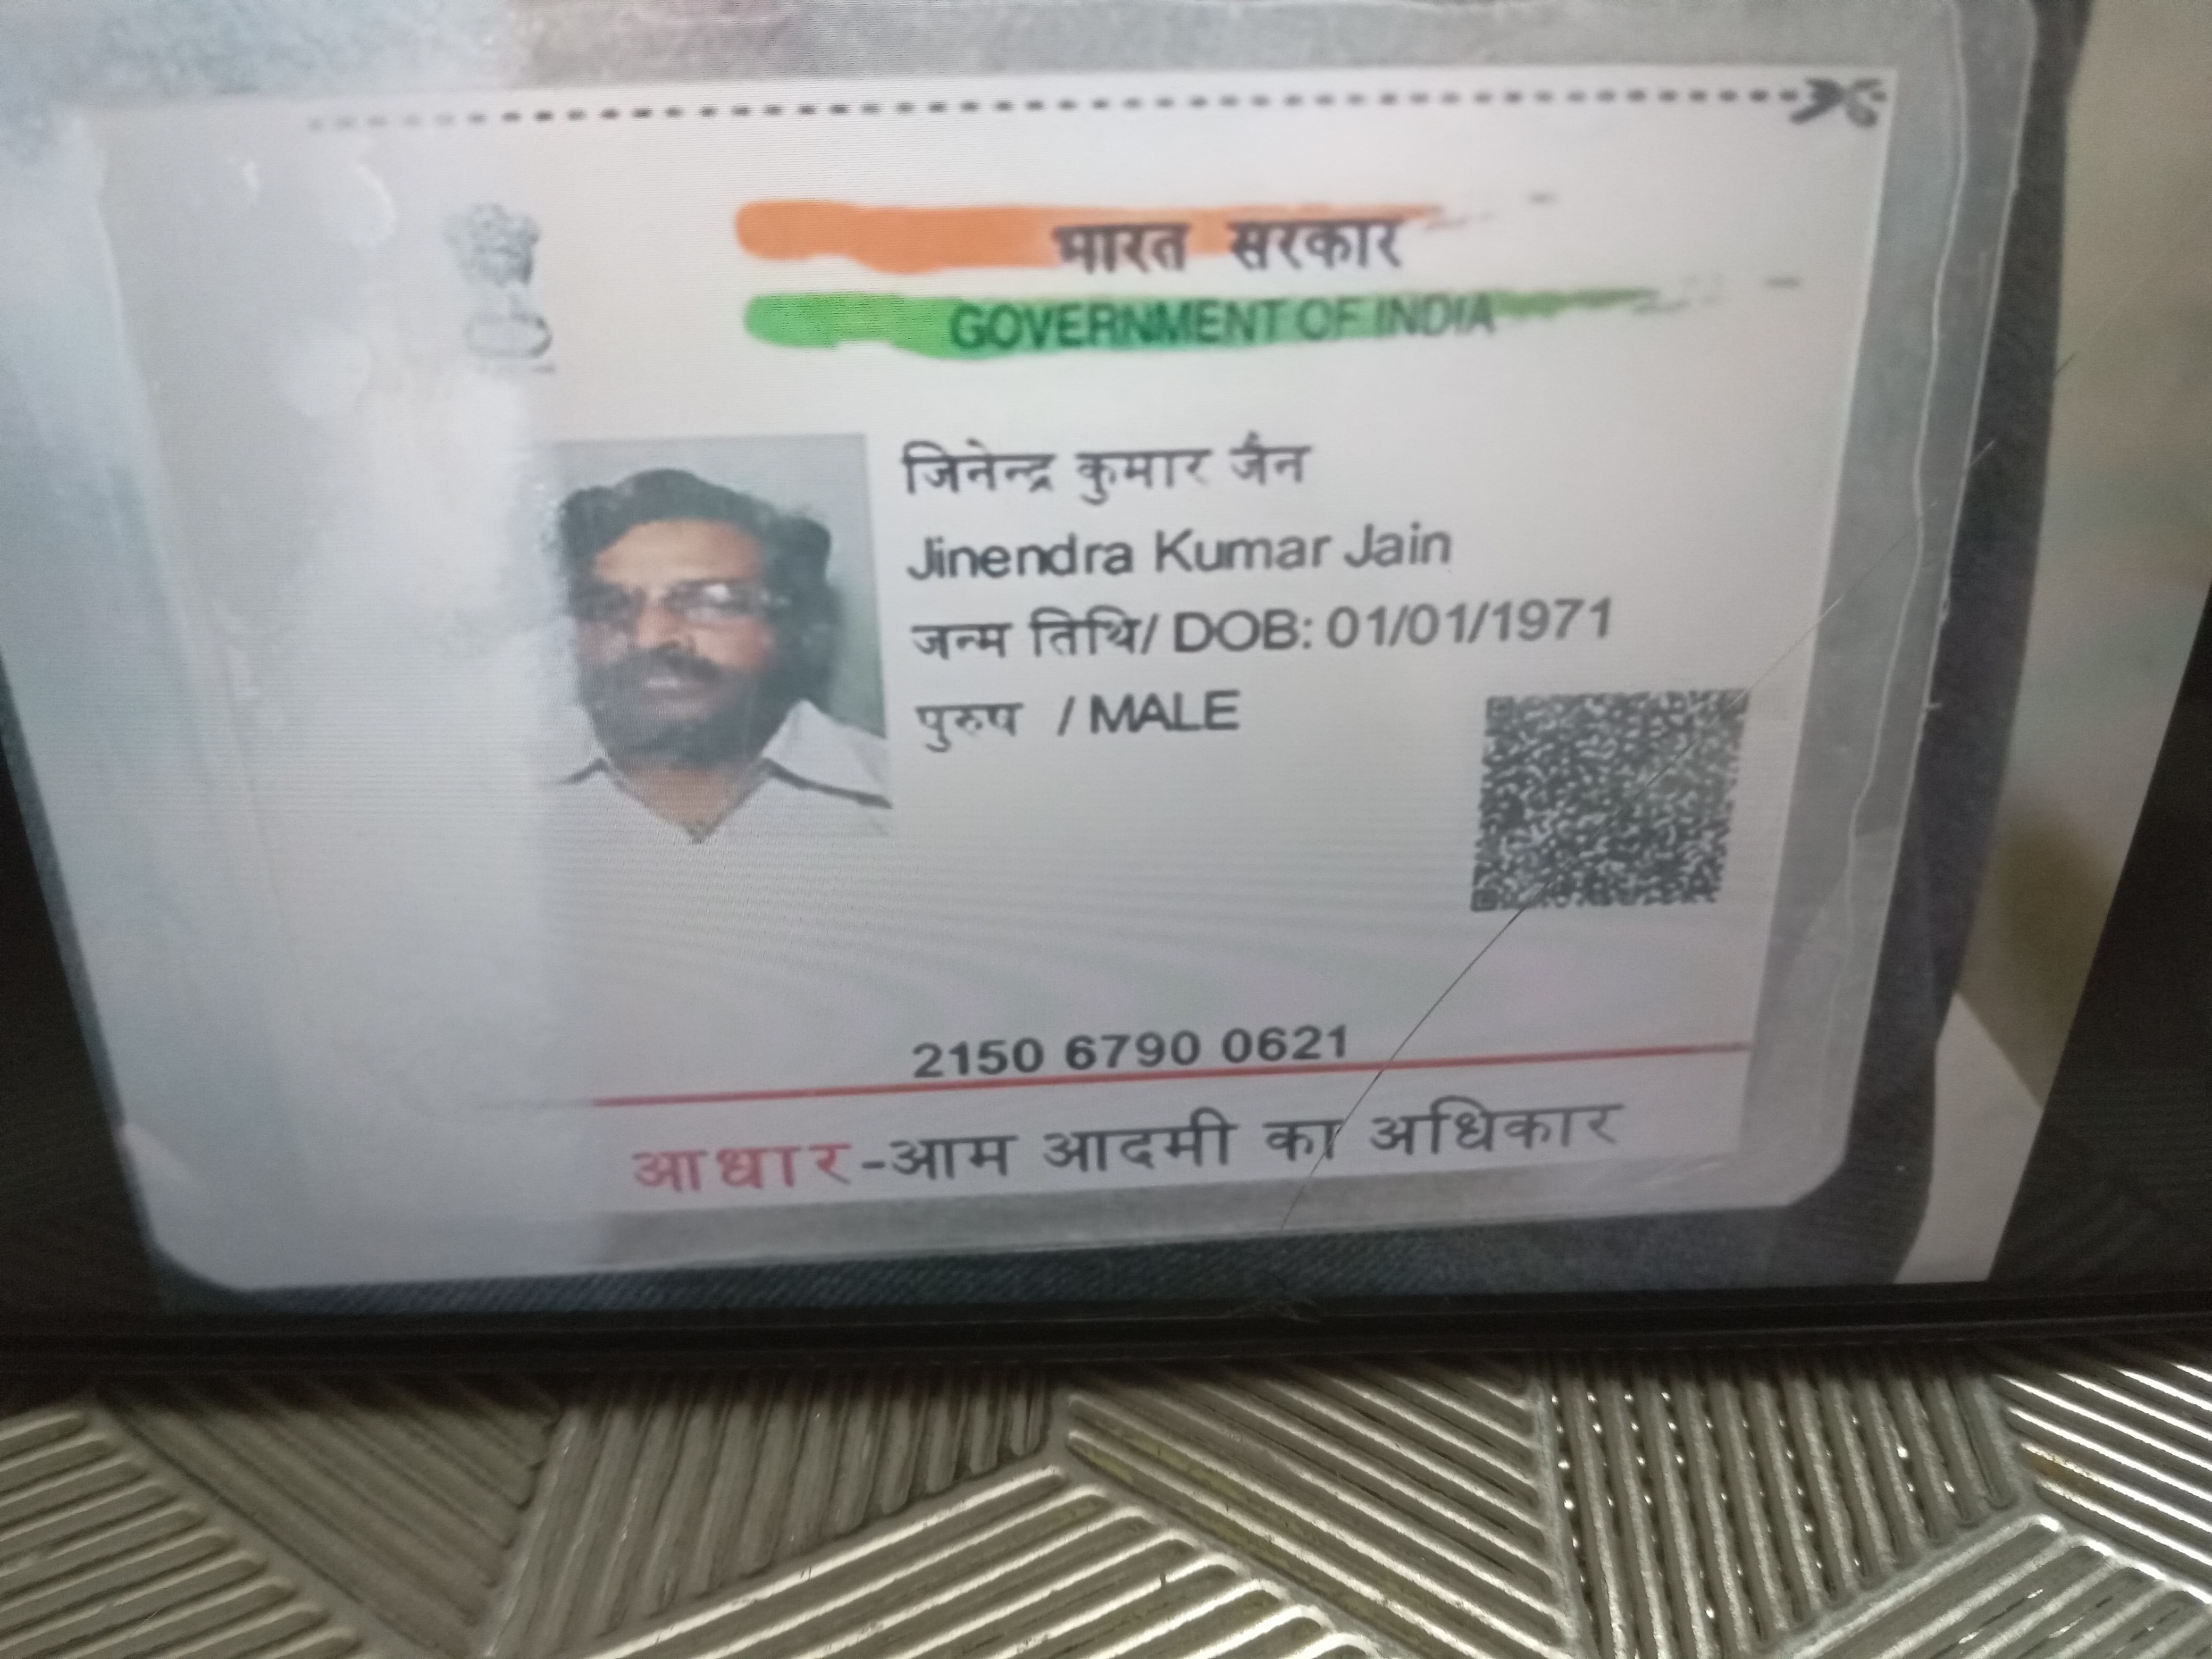 भारत सरकार
GOVERNMENT OF INDIA
जिनेन्द्र कुमार जैन
Jinendra Kumar Jain
जन्म तिथि/ DOB: 01/01/1971
पुरुष / MALE
2150 6790 0621
आधार-आम आदमी का अधिकार